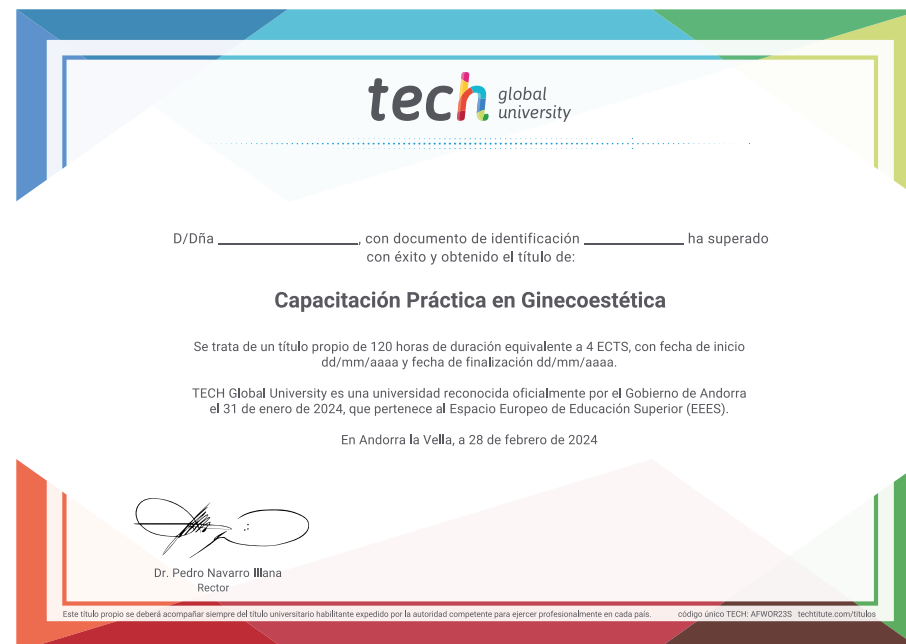 tech global university
D/Dña ____________________, con documento de identificación ______________ ha superado
con éxito y obtenido el título de:
Capacitación Práctica en Ginecoestética
Se trata de un título propio de 120 horas de duración equivalente a 4 ECTS, con fecha de inicio
dd/mm/aaaa y fecha de finalización dd/mm/aaaa.
TECH Global University es una universidad reconocida oficialmente por el Gobierno de Andorra
el 31 de enero de 2024, que pertenece al Espacio Europeo de Educación Superior (EEES).
En Andorra la Vella, a 28 de febrero de 2024
Dr. Pedro Navarro Illana
Rector
Este título propio se deberá acompañar siempre del título universitario habilitante expedido por la autoridad competente para ejercer profesionalmente en cada país. código único TECH: AFWOR23S techtitute.com/titulos